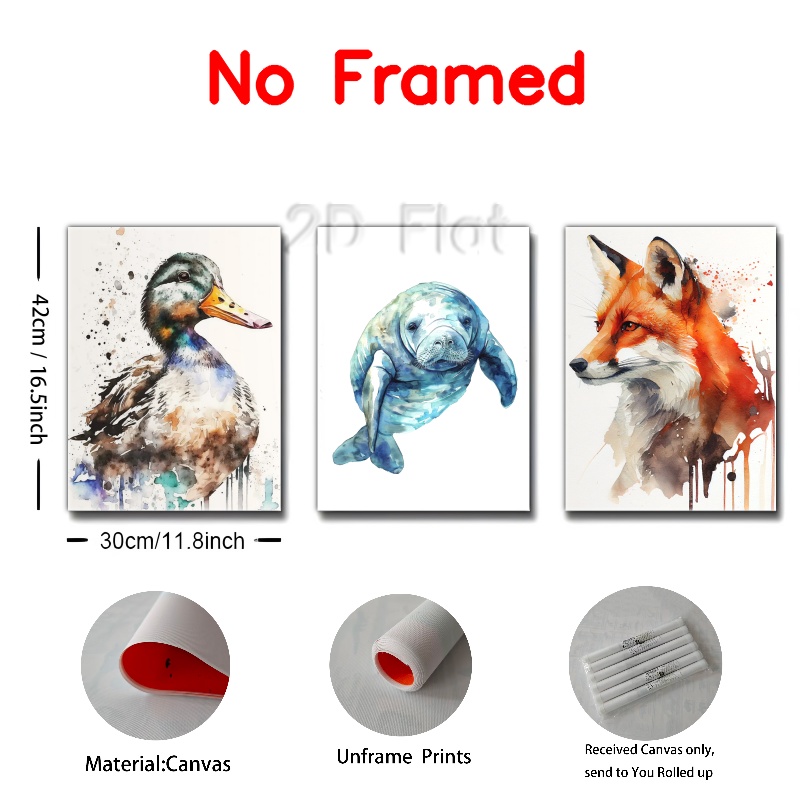 No Framed
2D Flat
42cm / 16.5inch
30cm/11.8inch
Material:Canvas
Unframe Prints
Received Canvas only,
send to You Rolled up